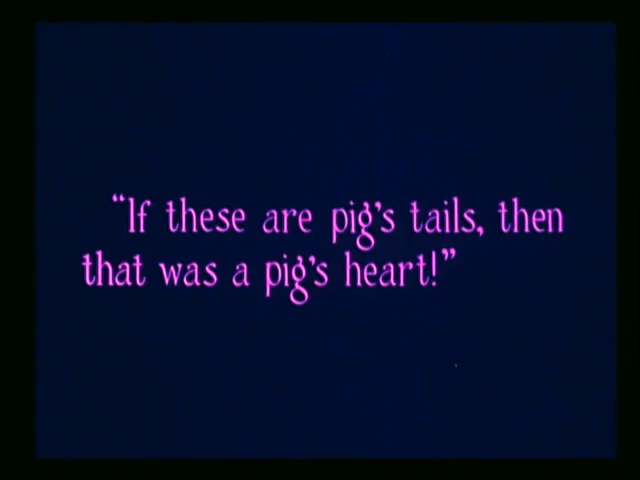 “If these are pig’s tails, then
that was a pig’s heart!”